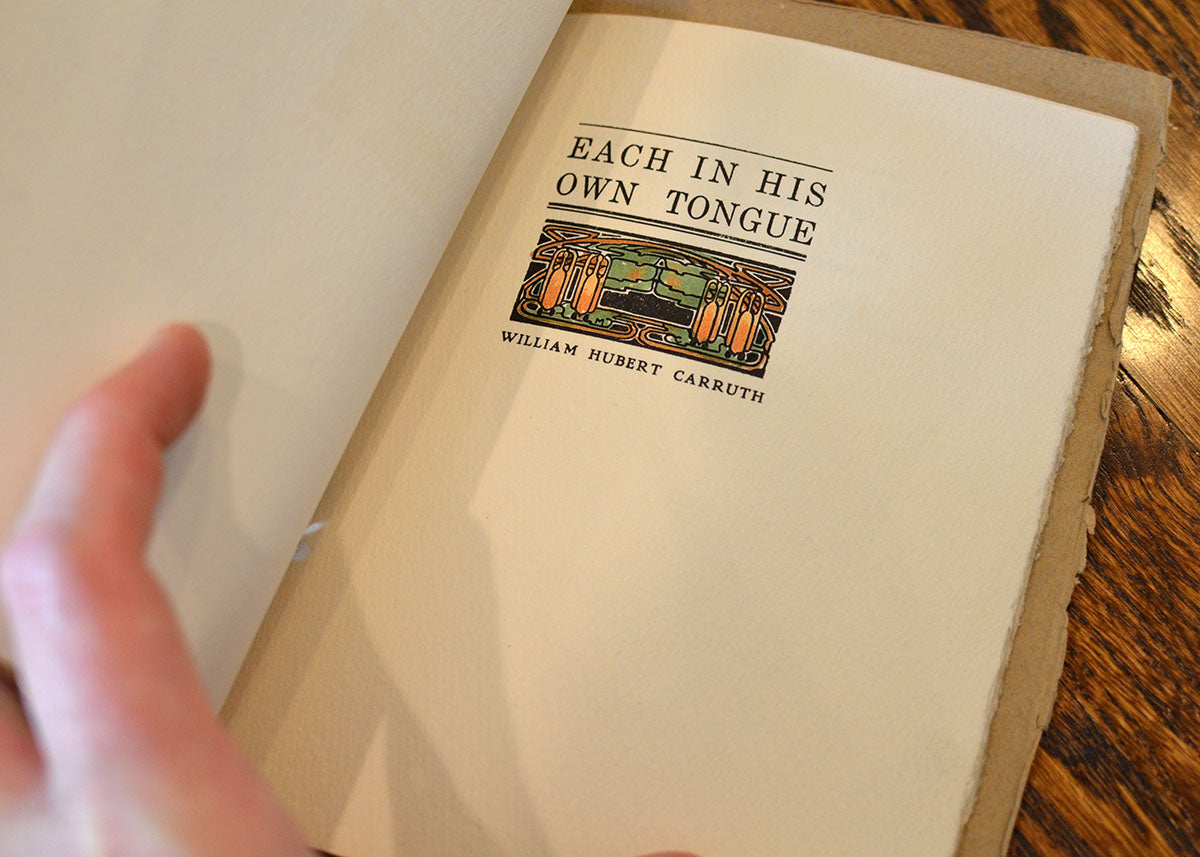 EACH IN HIS
OWN TONGUE
WILLIAM HUBERT CARRUTH